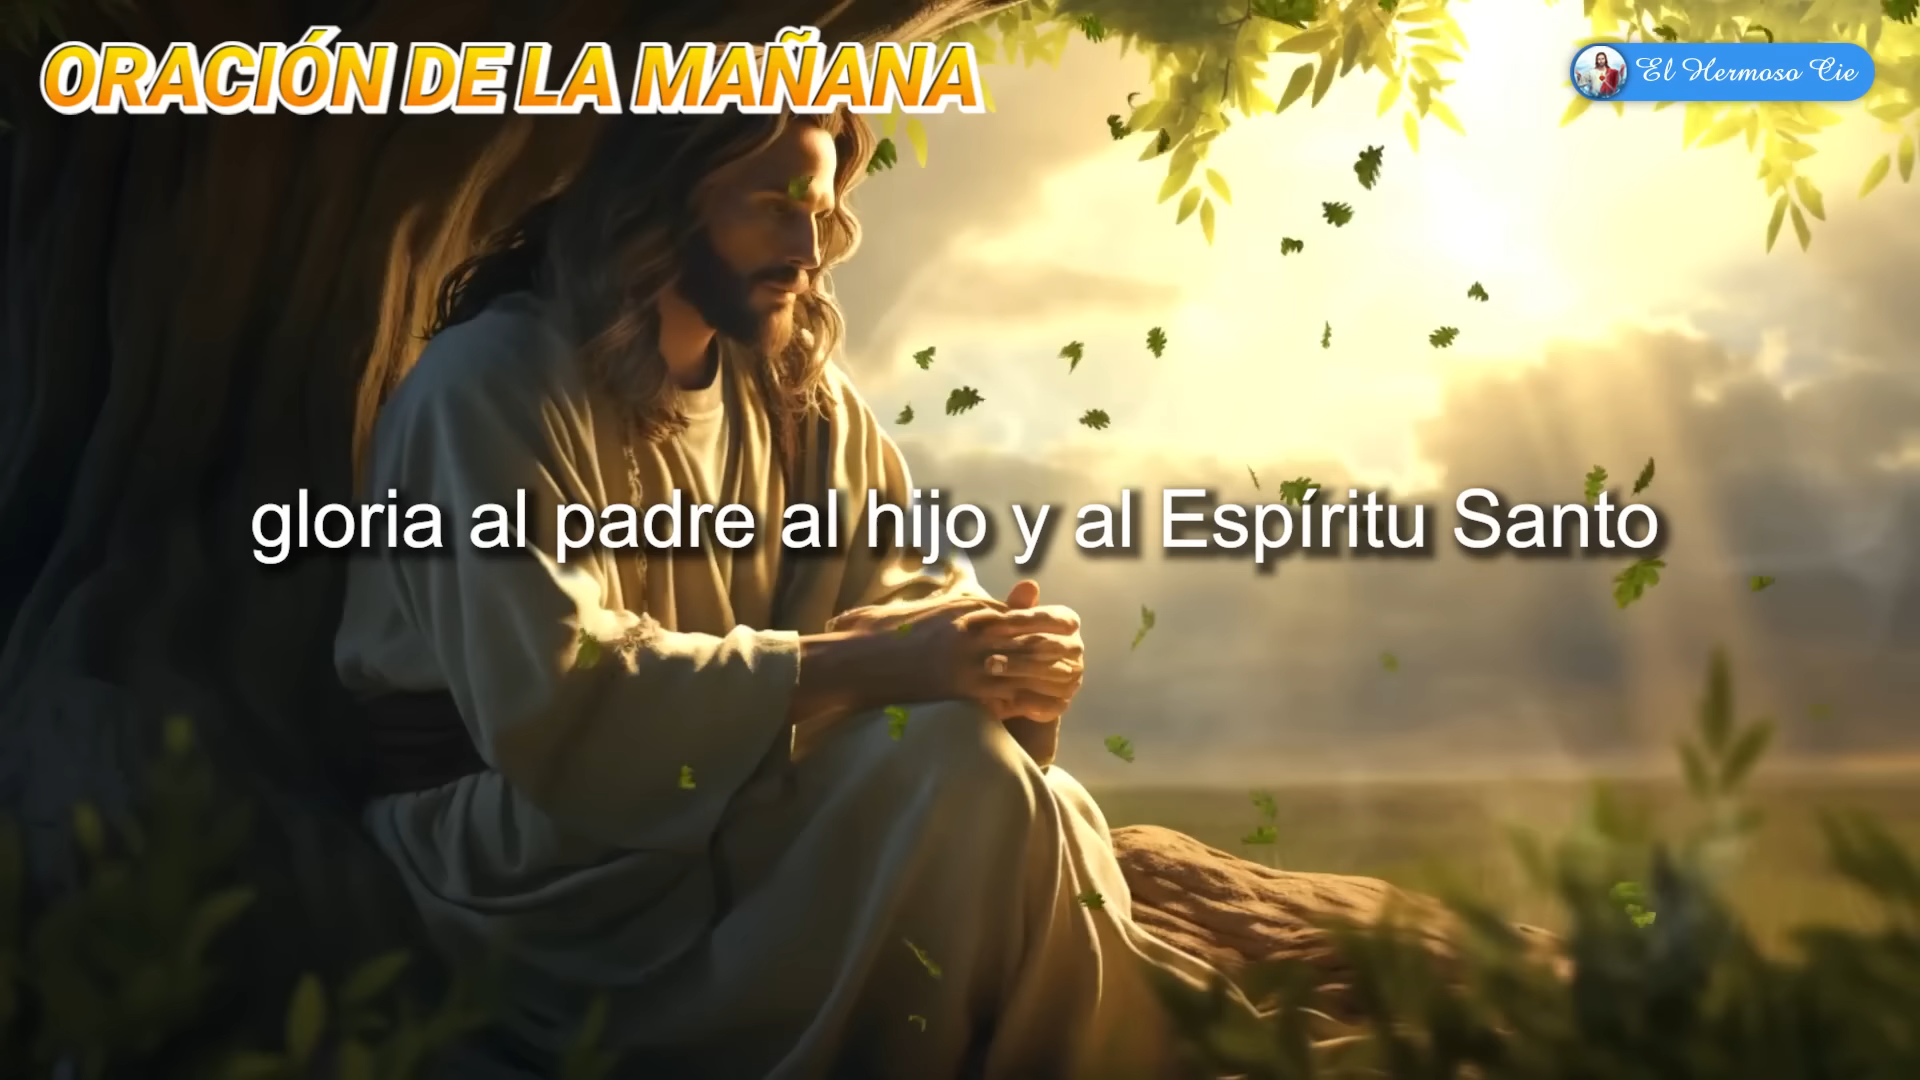 ORACIÓN DE LA MAÑANA
El Hermoso Cie
gloria al padre al hijo y al Espíritu Santo